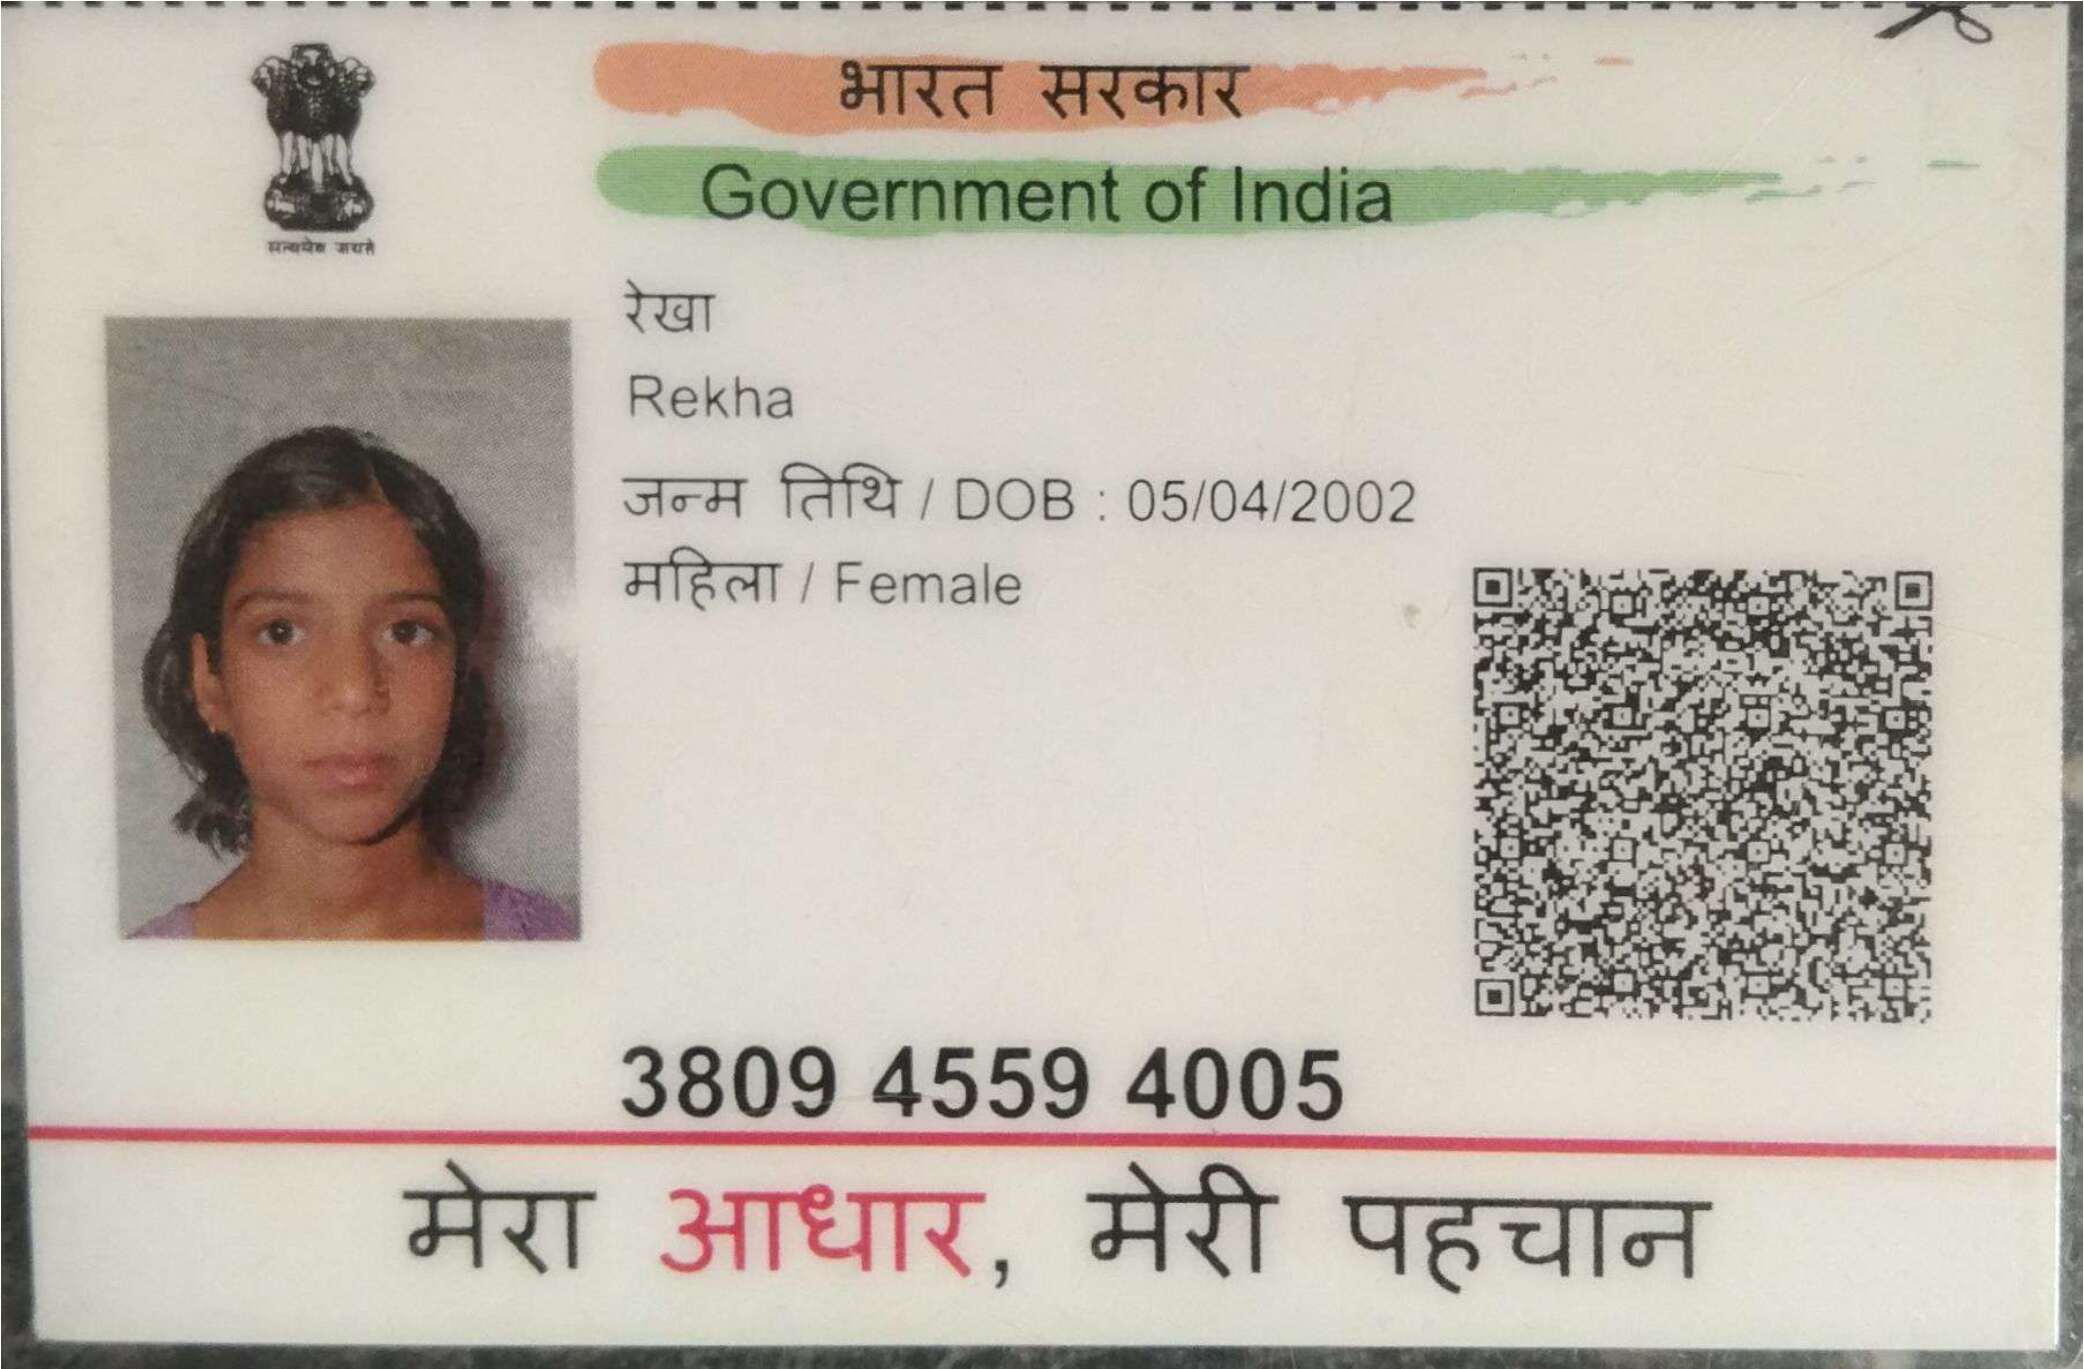 भारत सरकार
Government of India
सत्यमेव जयते
रेखा
Rekha
जन्म तिथि / DOB : 05/04/2002
महिला / Female
3809 4559 4005
मेरा आधार, मेरी पहचान